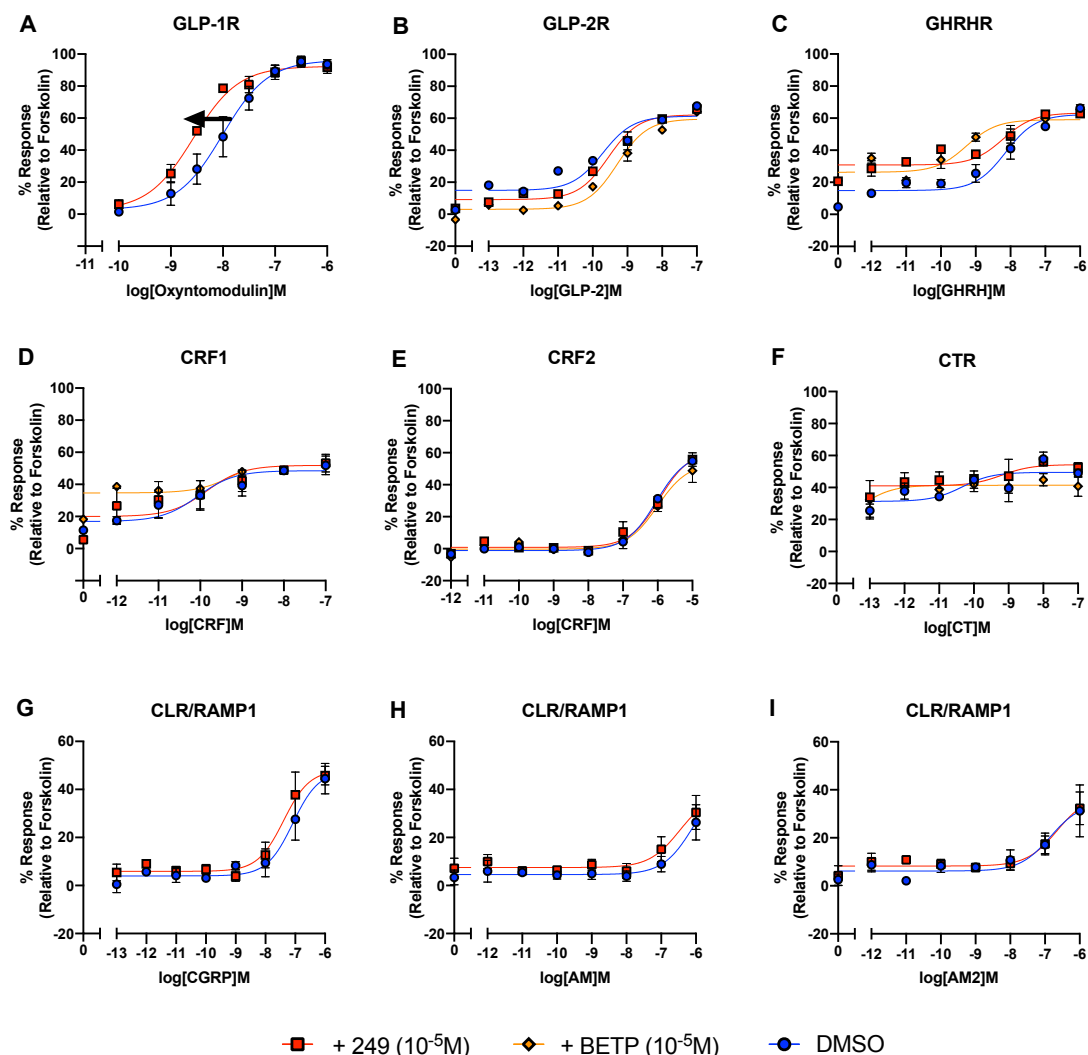 A
GLP-1R
% Response
(Relative to Forskolin)
100
80
60
40
20
0
-20
-11
-10
-9
-8
-7
-6
log[Oxyntomodulin]M
B
GLP-2R
% Response
(Relative to Forskolin)
100
80
60
40
20
0
-20
0
-13
-12
-11
-10
-9
-8
-7
log[GLP-2]M
C
GHRHR
% Response
(Relative to Forskolin)
100
80
60
40
20
0
-20
0
-12
-11
-10
-9
-8
-7
-6
log[GHRH]M
D
CRF1
% Response
(Relative to Forskolin)
100
80
60
40
20
0
-20
0
-12
-11
-10
-9
-8
-7
log[CRF]M
E
CRF2
% Response
(Relative to Forskolin)
100
80
60
40
20
0
-20
-12
-11
-10
-9
-8
-7
-6
-5
log[CRF]M
F
CTR
% Response
(Relative to Forskolin)
100
80
60
40
20
0
-20
0
-13
-12
-11
-10
-9
-8
-7
log[CT]M
G
CLR/RAMP1
% Response
(Relative to Forskolin)
60
40
20
0
-20
0
-13
-12
-11
-10
-9
-8
-7
-6
log[CGRP]M
H
CLR/RAMP1
% Response
(Relative to Forskolin)
60
40
20
0
-20
0
-12
-11
-10
-9
-8
-7
-6
log[AM]M
I
CLR/RAMP1
% Response
(Relative to Forskolin)
60
40
20
0
-20
0
-12
-11
-10
-9
-8
-7
-6
log[AM2]M
+ 249 (10⁻⁵M)
+ BETP (10⁻⁵M)
DMSO